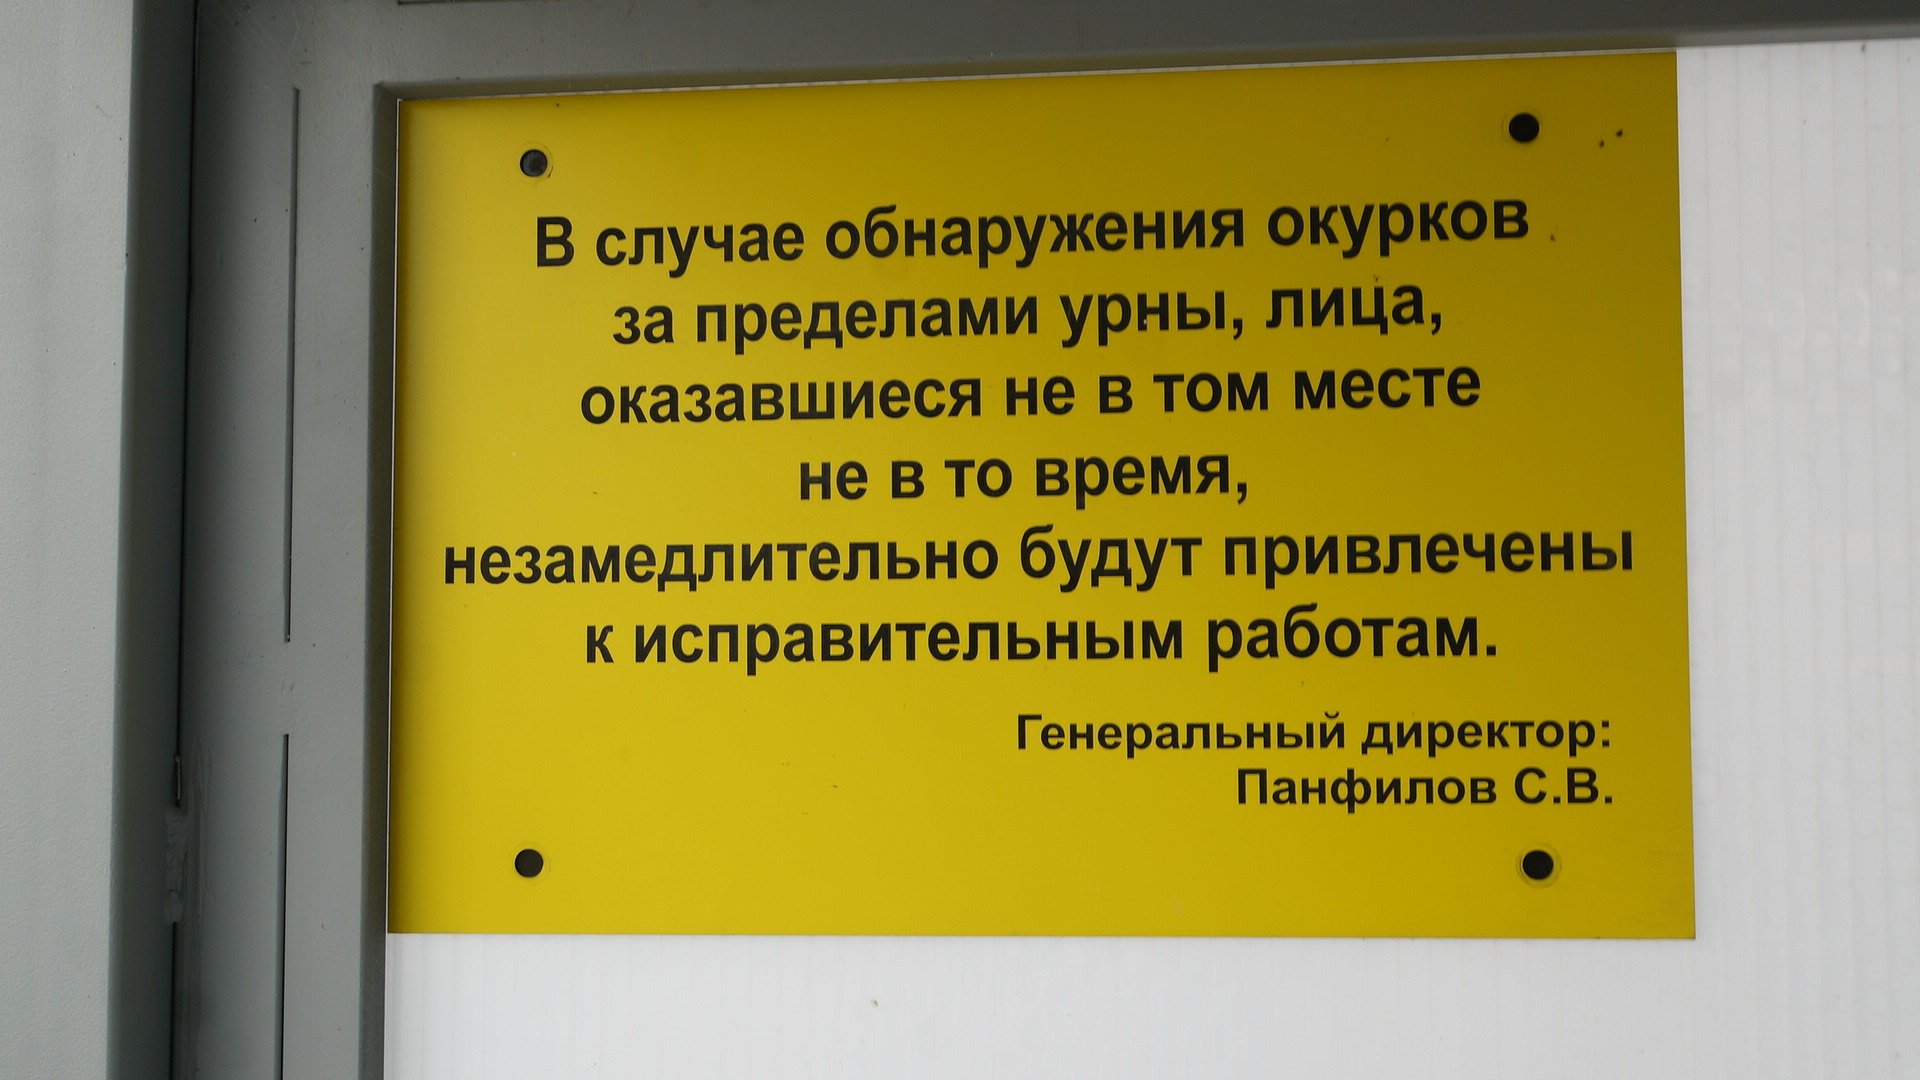 В случае обнаружения окурков
за пределами урны, лица,
оказавшиеся не в том месте
не в то время,
незамедлительно будут привлечены
к исправительным работам.
Генеральный директор:
Панфилов С.В.